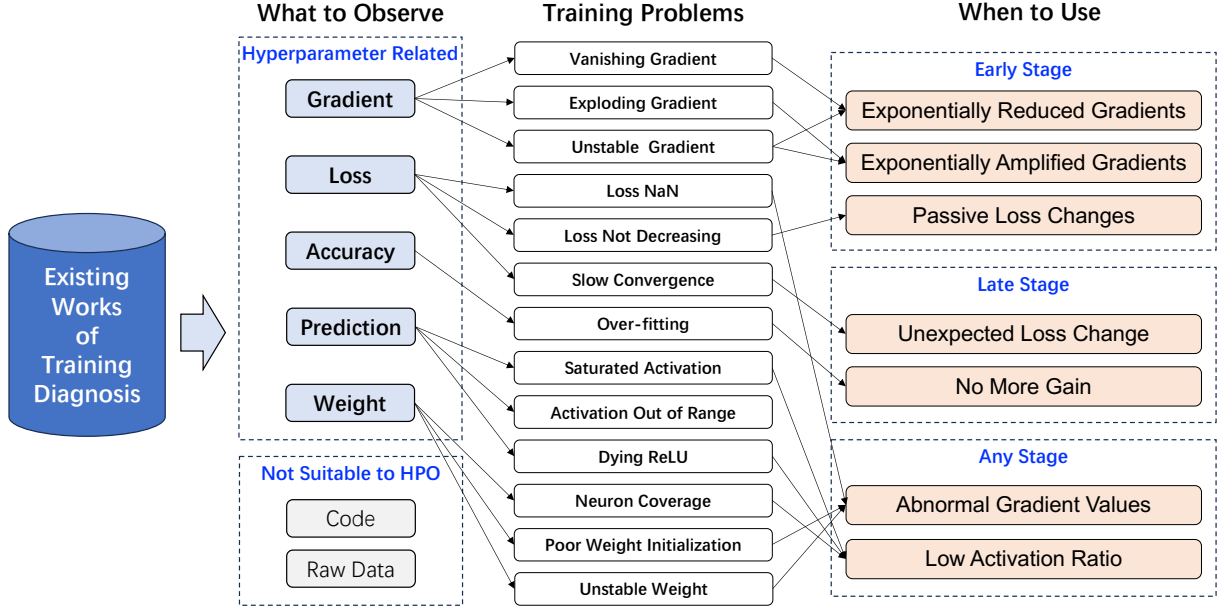 What to Observe
Training Problems
When to Use
Existing
Works
of
Training
Diagnosis
Hyperparameter Related
Gradient
Loss
Accuracy
Prediction
Weight
Not Suitable to HPO
Code
Raw Data
Vanishing Gradient
Exploding Gradient
Unstable Gradient
Loss NaN
Loss Not Decreasing
Slow Convergence
Over-fitting
Saturated Activation
Activation Out of Range
Dying ReLU
Neuron Coverage
Poor Weight Initialization
Unstable Weight
Early Stage
Exponentially Reduced Gradients
Exponentially Amplified Gradients
Passive Loss Changes
Late Stage
Unexpected Loss Change
No More Gain
Any Stage
Abnormal Gradient Values
Low Activation Ratio